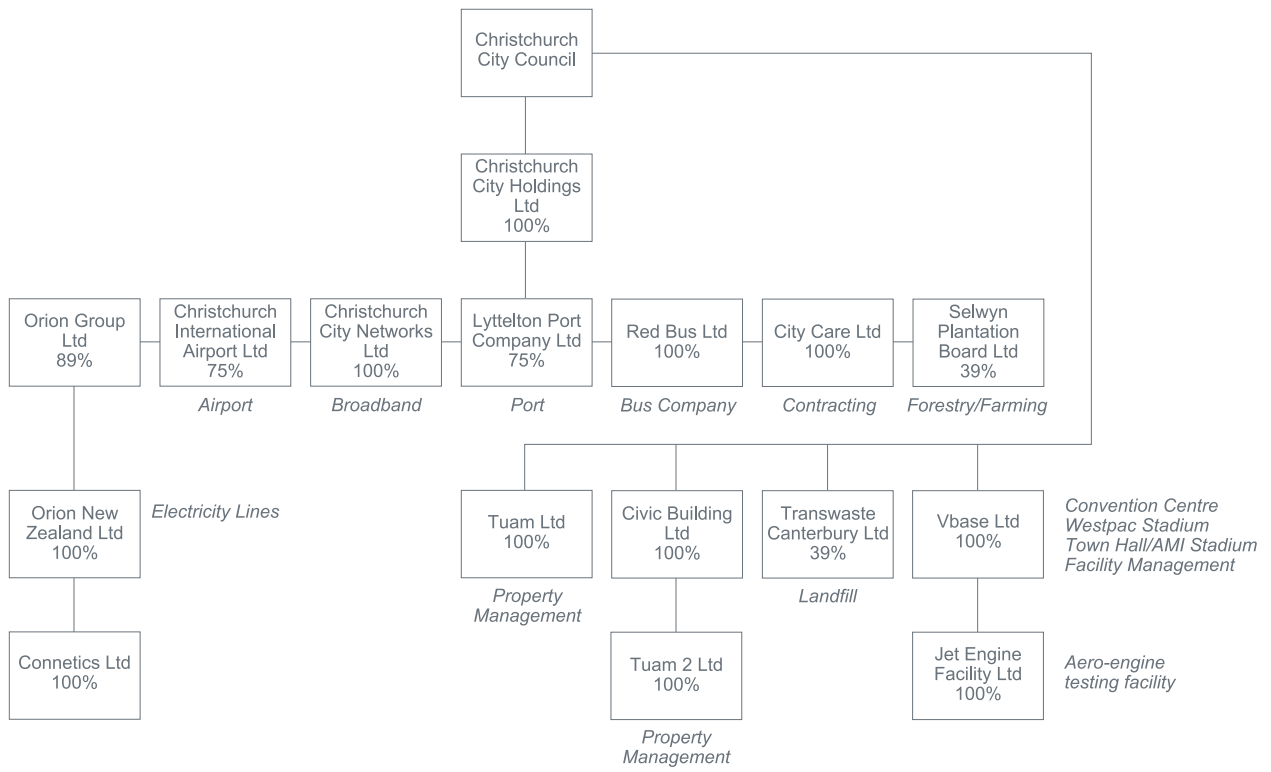 Christchurch
City Council
Christchurch
City Holdings
Ltd
100%
Orion Group
Ltd
89%
Christchurch
International
Airport Ltd
75%
Airport
Christchurch
City Networks
Ltd
100%
Broadband
Lyttelton Port
Company Ltd
75%
Port
Red Bus Ltd
100%
Bus Company
City Care Ltd
100%
Contracting
Selwyn
Plantation
Board Ltd
39%
Forestry/Farming
Orion New
Zealand Ltd
100%
Electricity Lines
Tuam Ltd
100%
Property
Management
Civic Building
Ltd
100%
Transwaste
Canterbury Ltd
39%
Landfill
Vbase Ltd
100%
Convention Centre
Westpac Stadium
Town Hall/AMI Stadium
Facility Management
Connetics Ltd
100%
Tuam 2 Ltd
100%
Property
Management
Jet Engine
Facility Ltd
100%
Aero-engine
testing facility